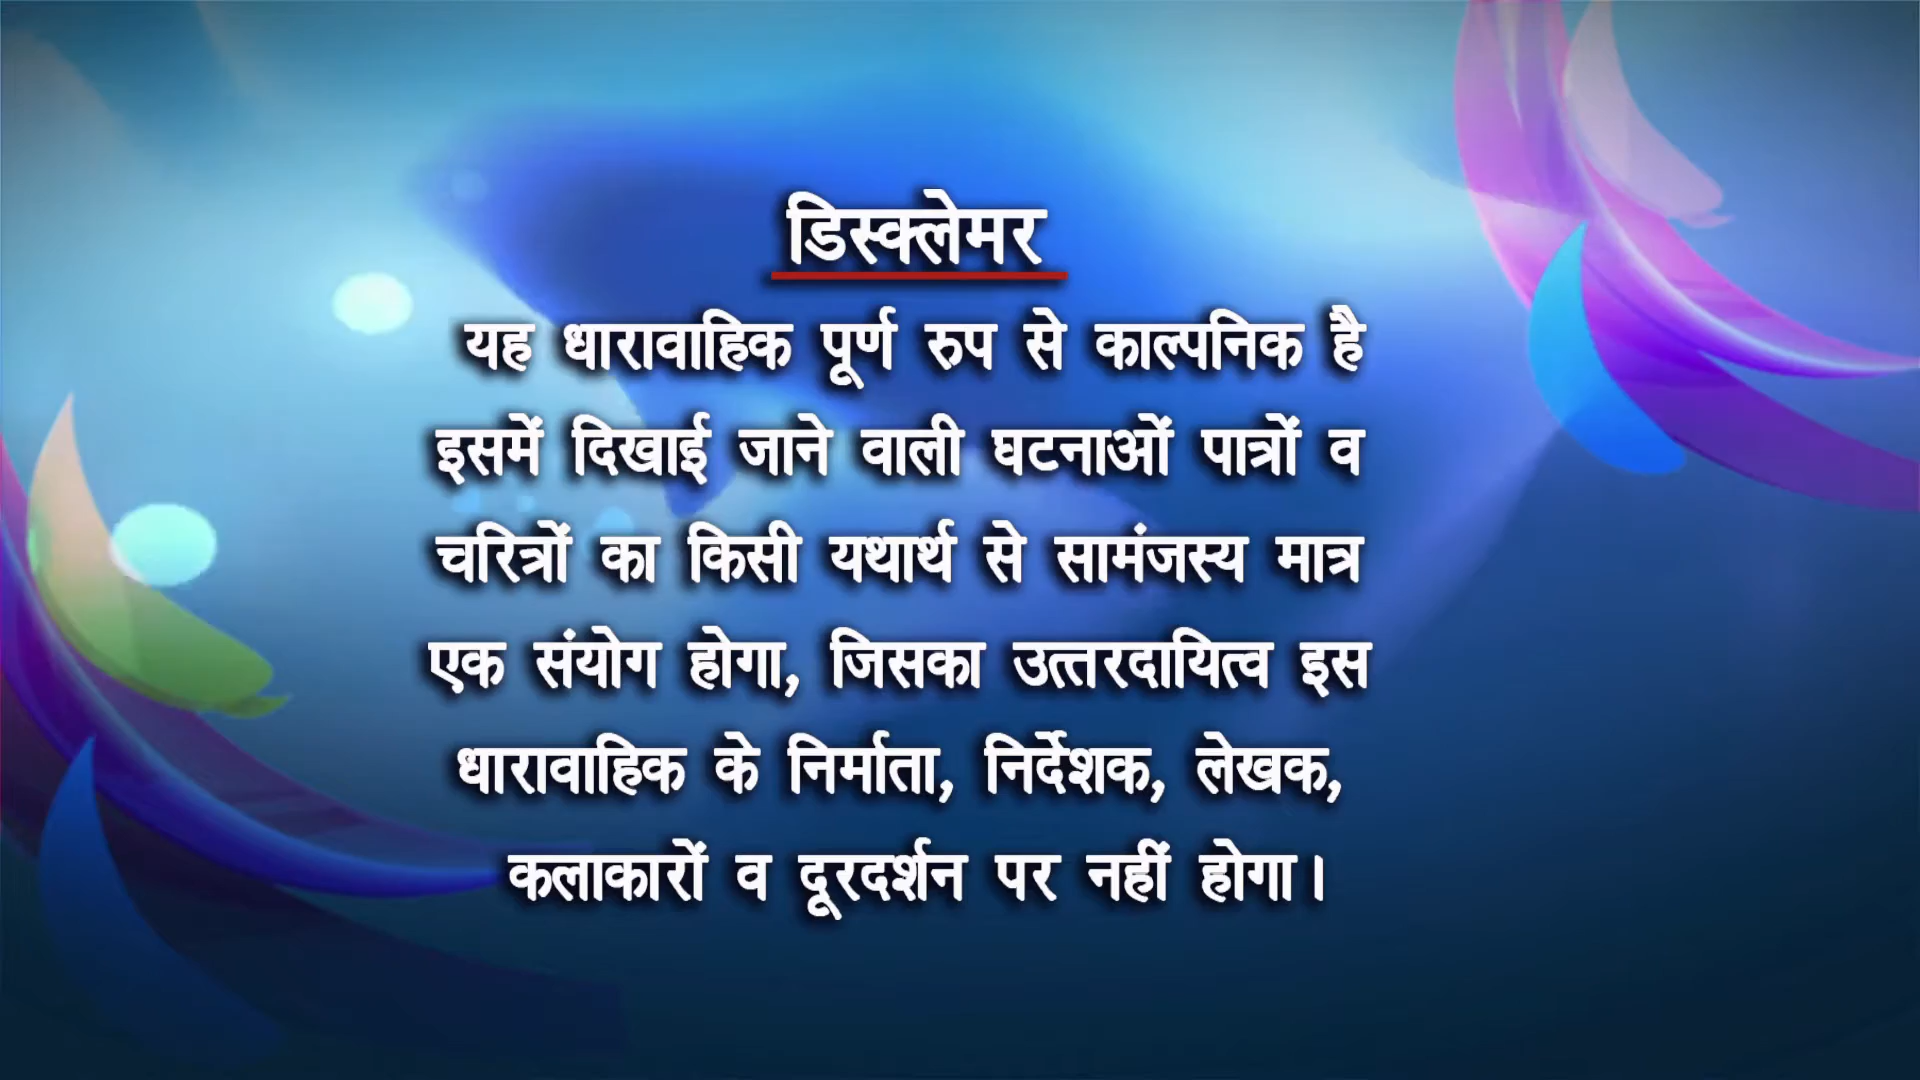 डिस्क्लेमर
यह धारावाहिक पूर्ण रुप से काल्पनिक है
इसमें दिखाई जाने वाली घटनाओं पात्रों व
चरित्रों का किसी यथार्थ से सामंजस्य मात्र
एक संयोग होगा, जिसका उत्तरदायित्व इस
धारावाहिक के निर्माता, निर्देशक, लेखक,
कलाकारों व दूरदर्शन पर नहीं होगा।